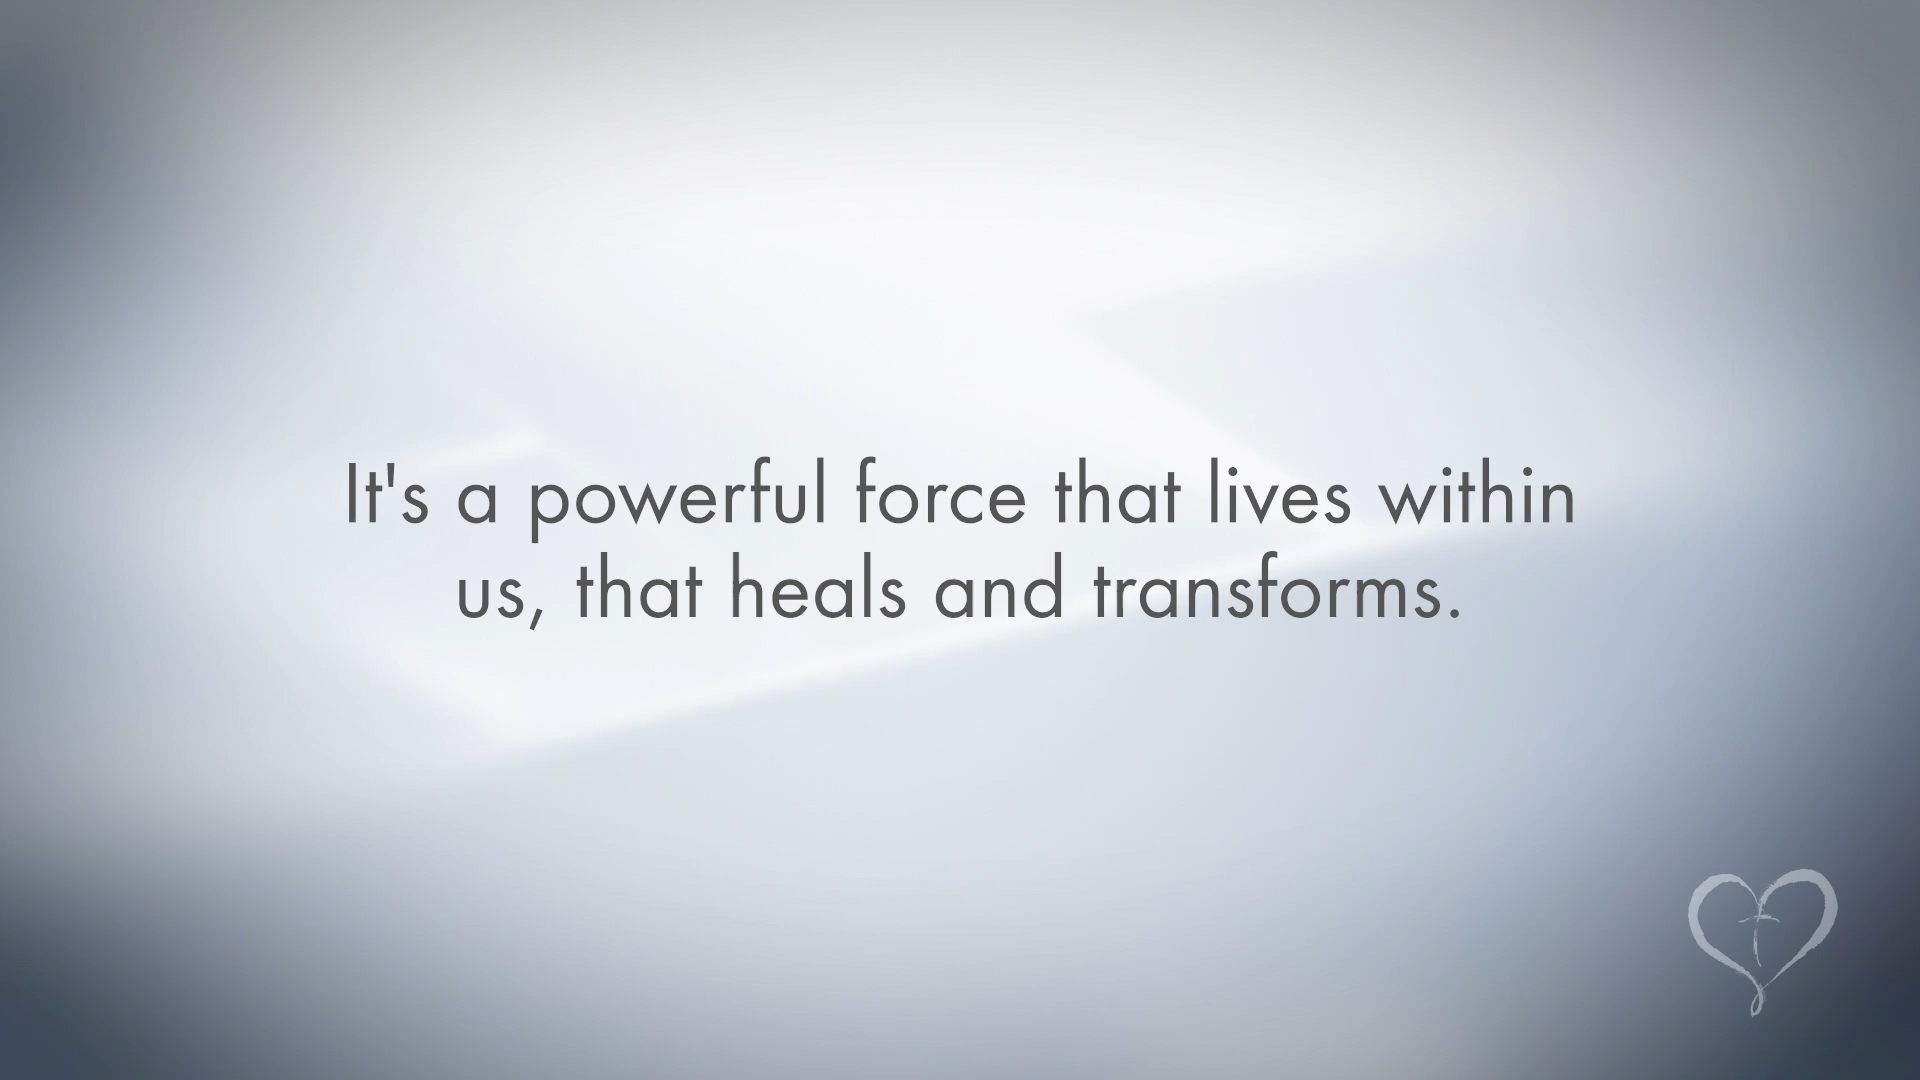 It's a powerful force that lives within
us, that heals and transforms.